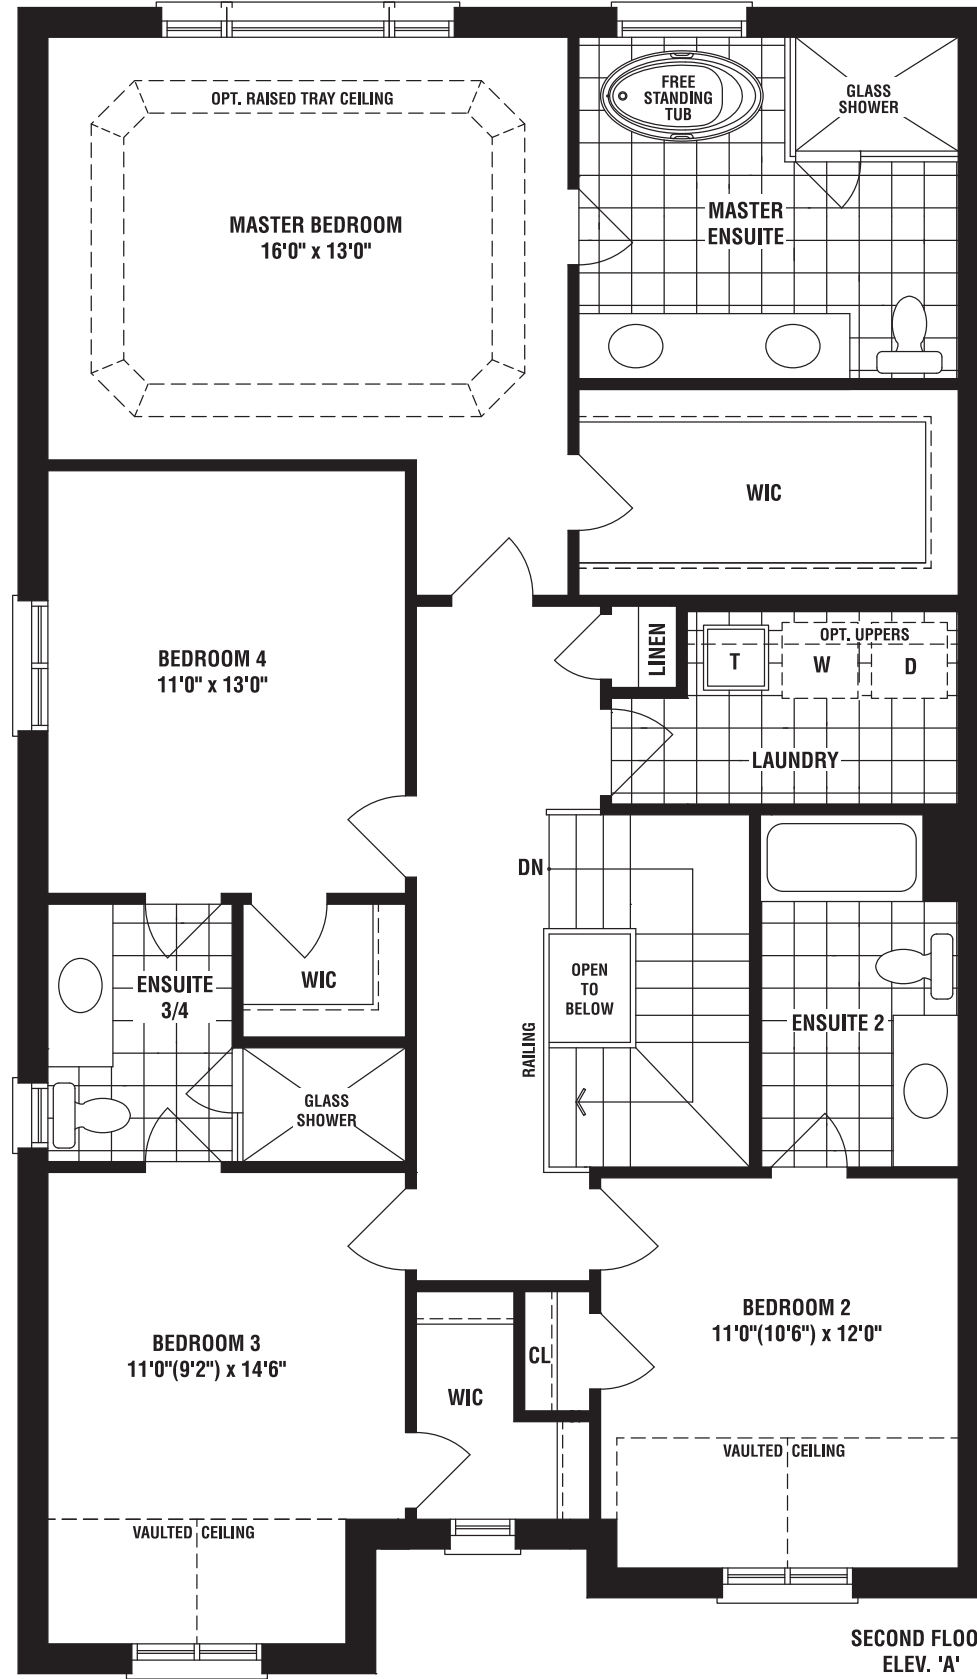 OPT. RAISED TRAY CEILING
FREE
STANDING
TUB
GLASS
SHOWER
MASTER BEDROOM
16'0" x 13'0"
MASTER
ENSUITE
WIC
BEDROOM 4
11'0" x 13'0"
LINEN
OPT. UPPERS
T
W
D
LAUNDRY
DN
OPEN
TO
BELOW
RAILING
ENSUITE
3/4
WIC
ENSUITE 2
GLASS
SHOWER
BEDROOM 3
11'0"(9'2") x 14'6"
WIC
CL
BEDROOM 2
11'0"(10'6") x 12'0"
VAULTED CEILING
VAULTED CEILING
SECOND FLOO
ELEV. 'A'